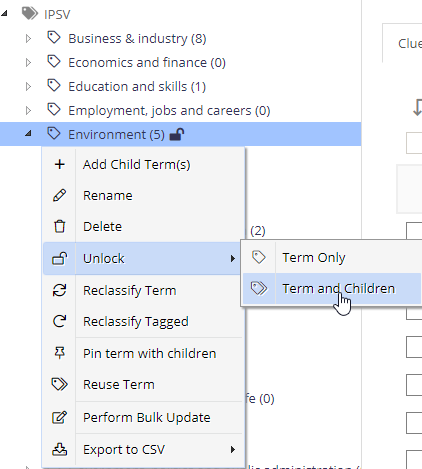 IPSV
Business & industry (8)
Clue
Economics and finance (0)
Education and skills (1)
Employment, jobs and careers (0)
Environment (5)
Add Child Term(s)
Rename
Delete
(2)
Unlock
Term Only
Term and Children
Reclassify Term
Reclassify Tagged
Pin term with children
Reuse Term
fe (0)
Perform Bulk Update
Export to CSV